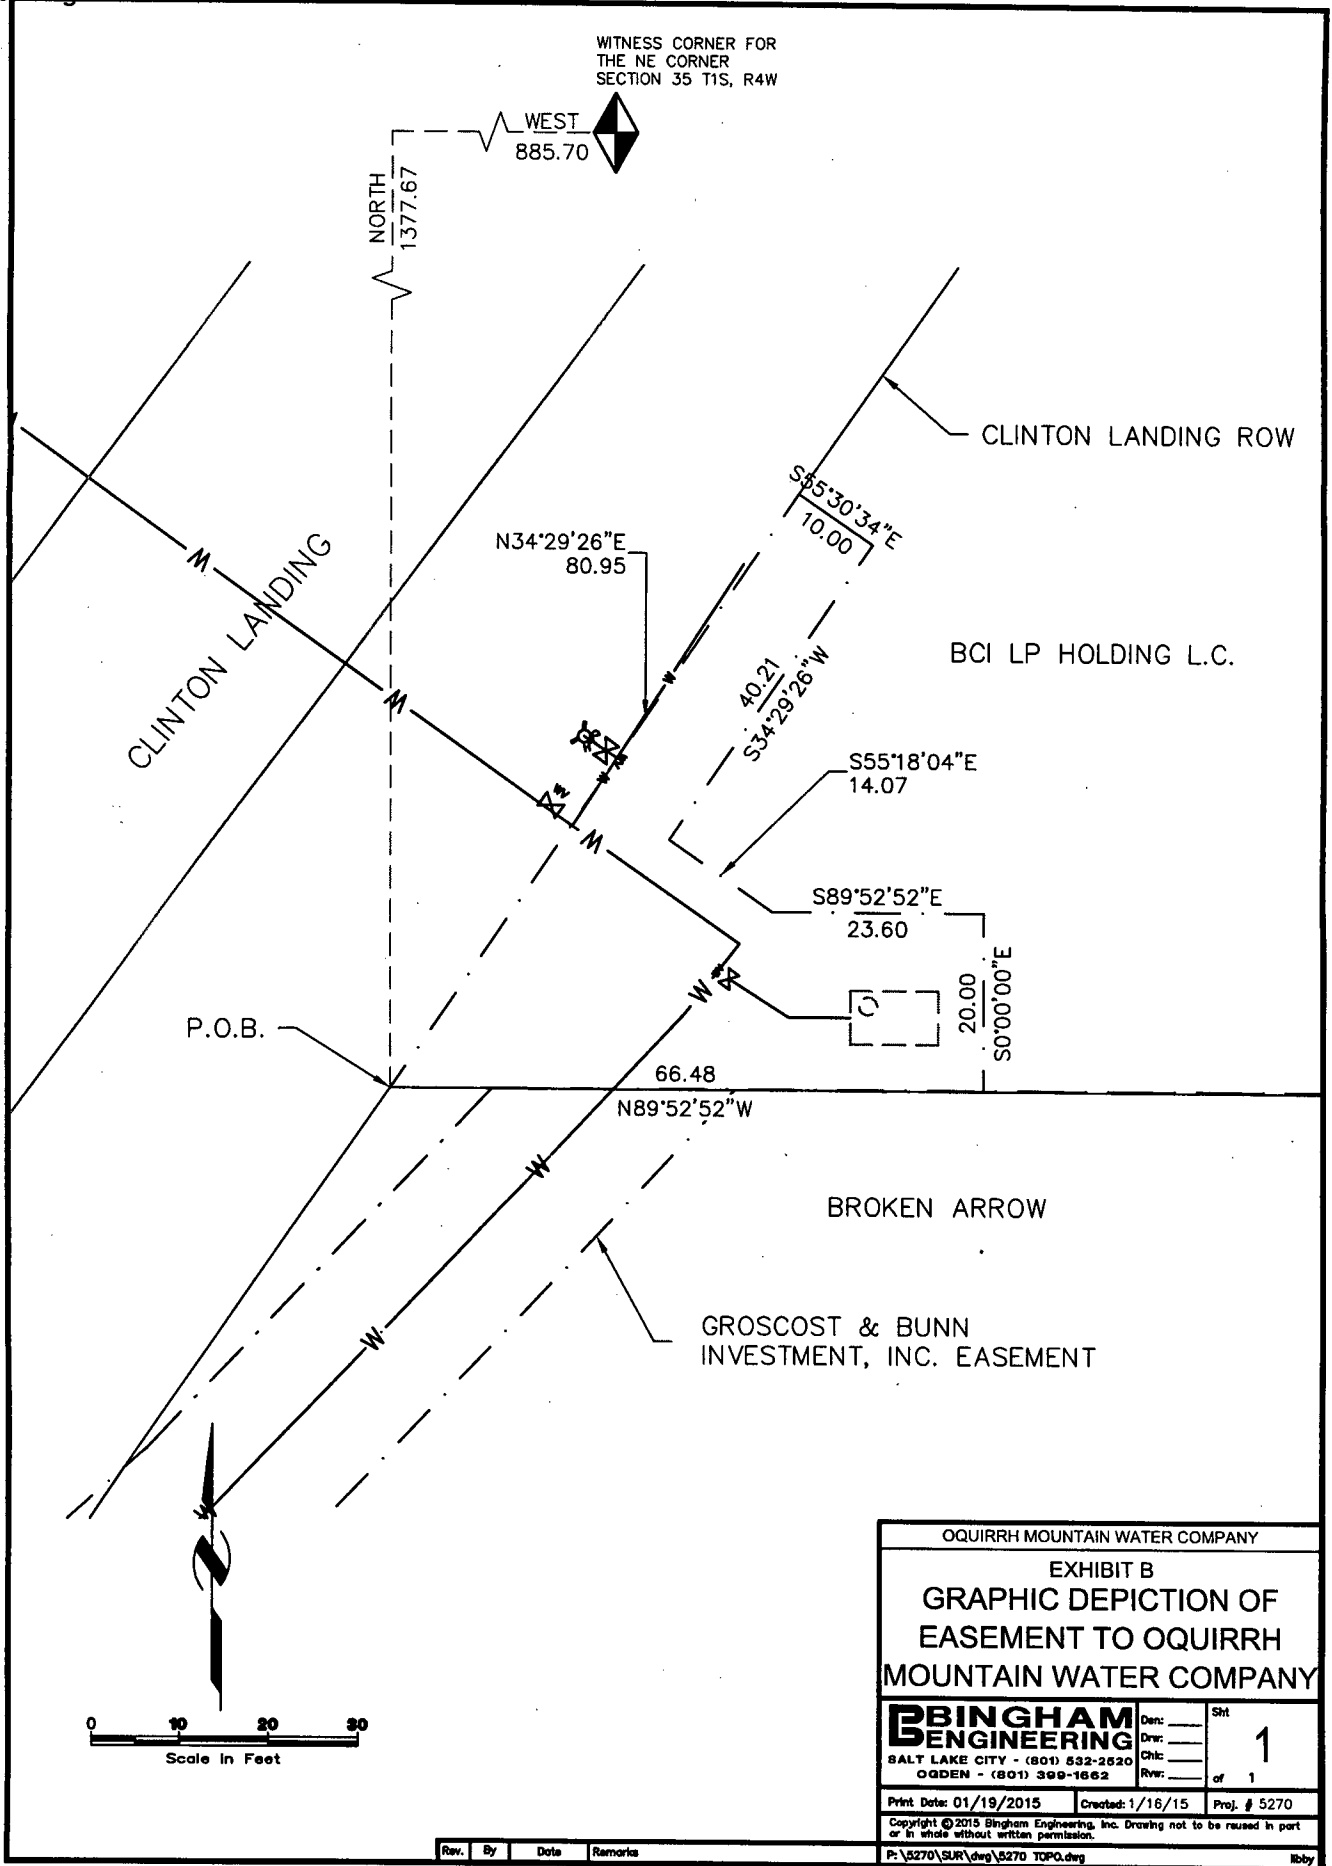 WITNESS CORNER FOR
THE NE CORNER
SECTION 35 T1S, R4W
WEST
885.70
NORTH
1377.67
CLINTON LANDING ROW
S55°30'34"E
10.00
N34°29'26"E
80.95
W
CLINTON LANDING
BCI LP HOLDING L.C.
40.21
S34°29'26"W
W
W
S55°18'04"E
14.07
W
W
W
S89°52'52"E
23.60
W
20.00
S0°00'00"E
P.O.B.
66.48
N89°52'52"W
W
BROKEN ARROW
W
GROSCOST & BUNN
INVESTMENT, INC. EASEMENT
W
0 10 20 30
Scale In Feet
OQUIRRH MOUNTAIN WATER COMPANY
EXHIBIT B
GRAPHIC DEPICTION OF
EASEMENT TO OQUIRRH
MOUNTAIN WATER COMPANY
BINGHAM
ENGINEERING
SALT LAKE CITY - (801) 532-2520
OGDEN - (801) 399-1662
Dsn:
Drw:
Chk:
Rvw:
Sht
1
of 1
Print Date: 01/19/2015 Created: 1/16/15 Proj. # 5270
Copyright © 2015 Bingham Engineering, Inc. Drawing not to be reused in part
or in whole without written permission.
P:\5270\SUR\dwg\5270 TOPO.dwg libby
Rev. By Date Remarks